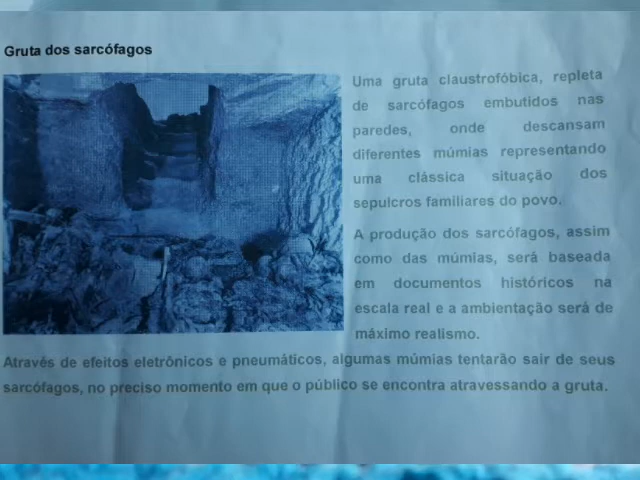 Gruta dos sarcófagos
Uma gruta claustrofóbica, repleta
de sarcófagos embutidos nas
paredes, onde descansam
diferentes múmias representando
uma clássica situação dos
sepulcros familiares do povo.
A produção dos sarcófagos, assim
como das múmias, será baseada
em documentos históricos na
escala real e a ambientação será de
máximo realismo.
Através de efeitos eletrônicos e pneumáticos, algumas múmias tentarão sair de seus
sarcófagos, no preciso momento em que o público se encontra atravessando a gruta.